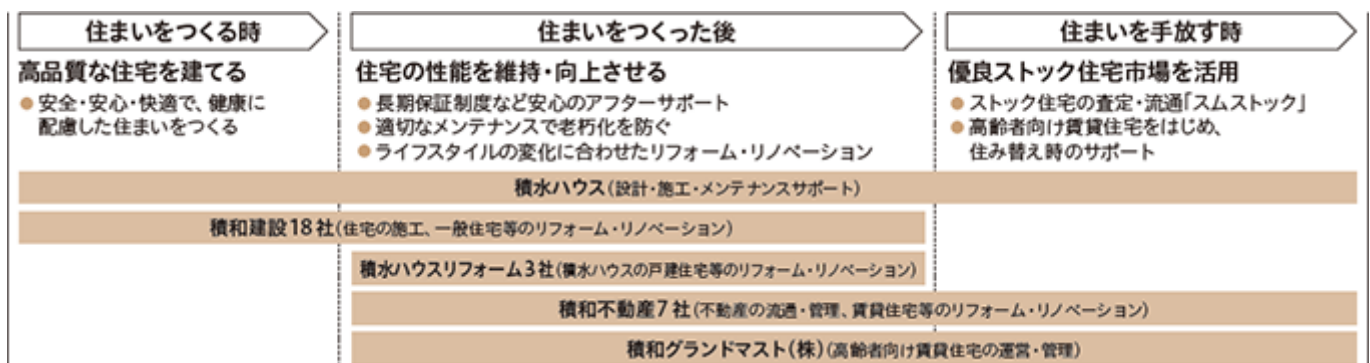 住まいをつくる時
住まいをつくった後
住まいを手放す時
高品質な住宅を建てる
●安全・安心・快適で、健康に
配慮した住まいをつくる
住宅の性能を維持・向上させる
●長期保証制度など安心のアフターサポート
●適切なメンテナンスで老朽化を防ぐ
●ライフスタイルの変化に合わせたリフォーム・リノベーション
優良ストック住宅市場を活用
●ストック住宅の査定・流通「スムストック」
●高齢者向け賃貸住宅をはじめ、
住み替え時のサポート
積水ハウス(設計・施工・メンテナンスサポート)
積和建設18社(住宅の施工、一般住宅等のリフォーム・リノベーション)
積水ハウスリフォーム3社(積水ハウスの戸建住宅等のリフォーム・リノベーション)
積和不動産7社(不動産の流通・管理、賃貸住宅等のリフォーム・リノベーション)
積和グランドマスト(株)(高齢者向け賃貸住宅の運営・管理)